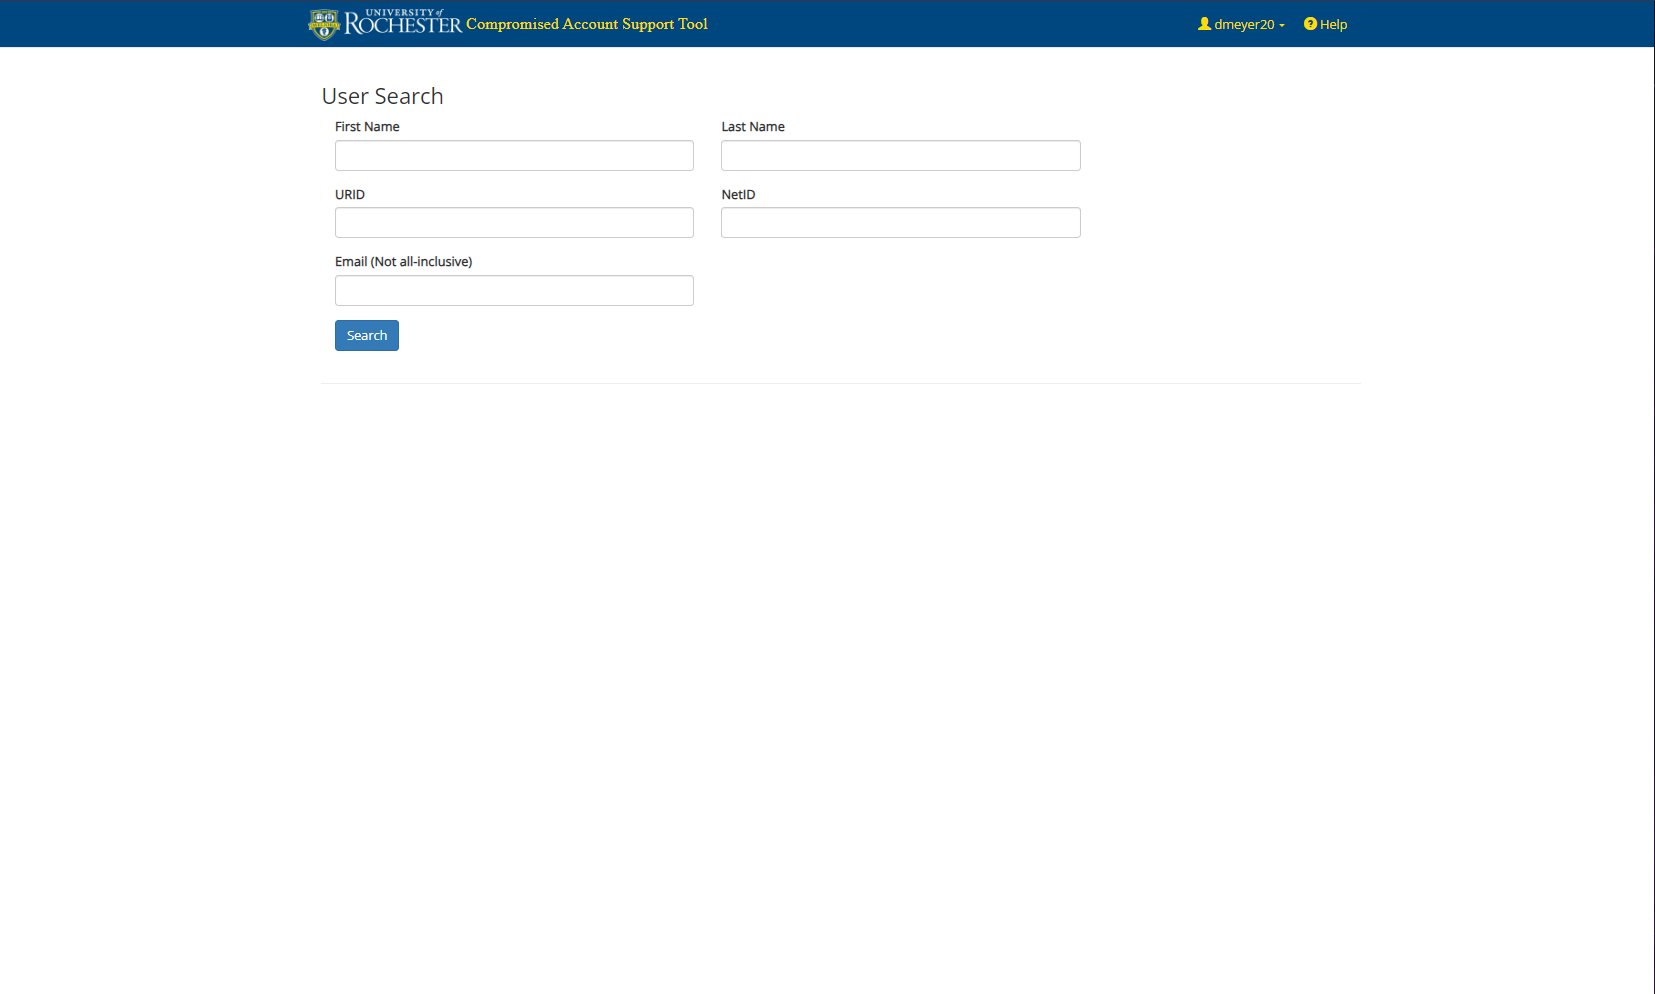 UNIVERSITY of
ROCHESTER Compromised Account Support Tool dmeyer20 Help
User Search
First Name Last Name
URID NetID
Email (Not all-inclusive)
Search